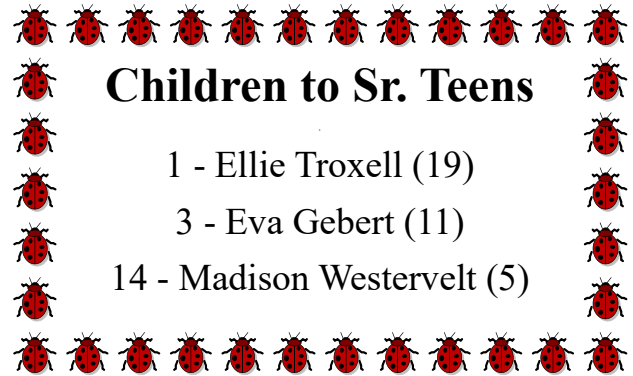 Children to Sr. Teens
1 - Ellie Troxell (19)
3 - Eva Gebert (11)
14 - Madison Westervelt (5)